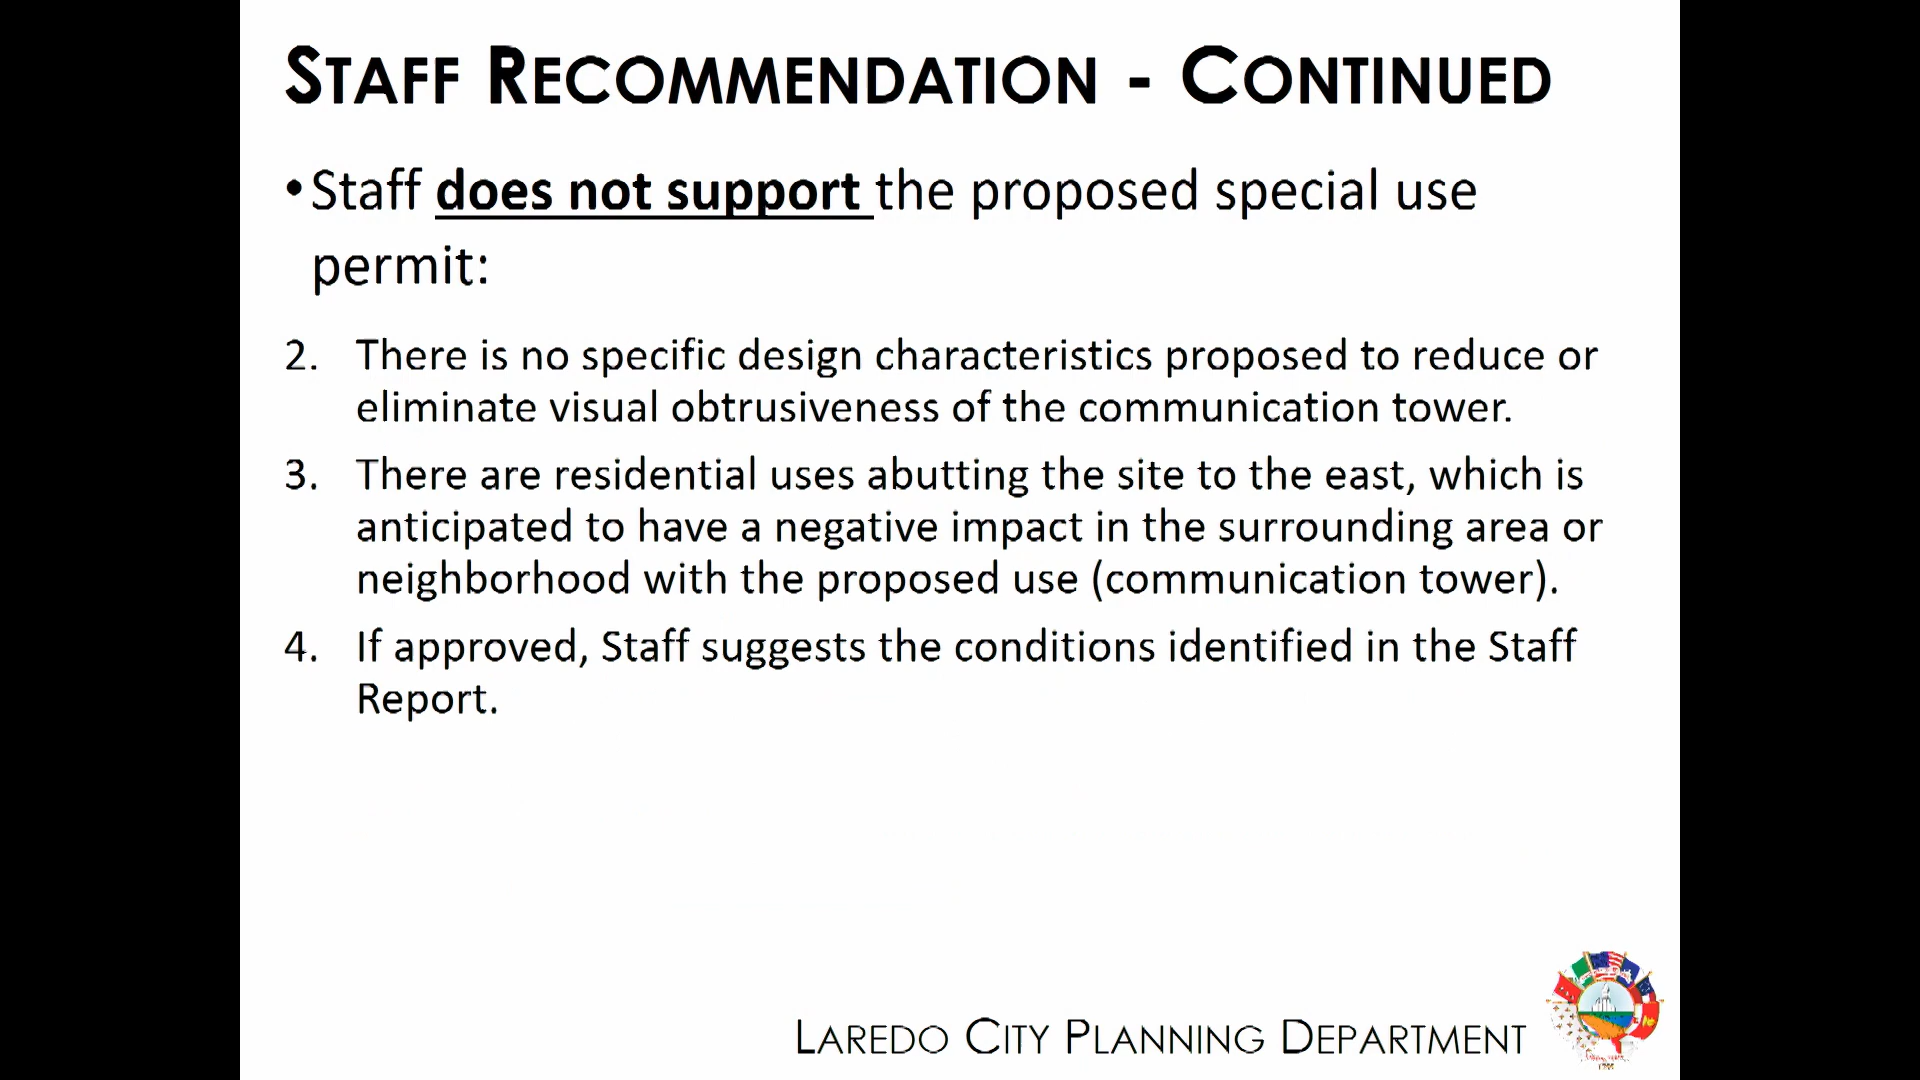 STAFF RECOMMENDATION - CONTINUED
•Staff does not support the proposed special use
permit:
2. There is no specific design characteristics proposed to reduce or
eliminate visual obtrusiveness of the communication tower.
3. There are residential uses abutting the site to the east, which is
anticipated to have a negative impact in the surrounding area or
neighborhood with the proposed use (communication tower).
4. If approved, Staff suggests the conditions identified in the Staff
Report.
LAREDO CITY PLANNING DEPARTMENT